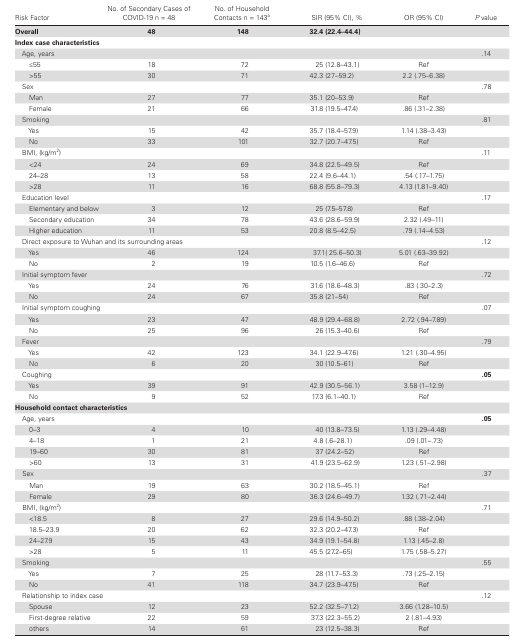 No. of Secondary Cases of No. of Household
Risk Factor COVID-19 n = 48 Contacts n = 143ᵃ SIR (95% CI), % OR (95% CI) P value
Overall 48 148 32.4 (22.4–44.4)
Index case characteristics
Age, years .14
≤55 18 72 25 (12.8–43.1) Ref
>55 30 71 42.3 (27–59.2) 2.2 (.75–6.38)
Sex .78
Man 27 77 35.1 (20–53.9) Ref
Female 21 66 31.8 (19.5–47.4) .86 (.31–2.38)
Smoking .81
Yes 15 42 35.7 (18.4–57.9) 1.14 (.38–3.43)
No 33 101 32.7 (20.7–47.5) Ref
BMI, (kg/m²) .11
<24 24 69 34.8 (22.5–49.5) Ref
24–28 13 58 22.4 (9.6–44.1) .54 (.17–1.75)
>28 11 16 68.8 (55.8–79.3) 4.13 (1.81–9.40)
Education level .17
Elementary and below 3 12 25 (7.5–57.8) Ref
Secondary education 34 78 43.6 (28.6–59.9) 2.32 (.49–11)
Higher education 11 53 20.8 (8.5–42.5) .79 (.14–4.53)
Direct exposure to Wuhan and its surrounding areas .12
Yes 46 124 37.1( 25.6–50.3) 5.01 (.63–39.92)
No 2 19 10.5 (1.6–46.6) Ref
Initial symptom fever .72
Yes 24 76 31.6 (18.6–48.3) .83 (.30–2.3)
No 24 67 35.8 (21–54) Ref
Initial symptom coughing .07
Yes 23 47 48.9 (29.4–68.8) 2.72 (.94–7.89)
No 25 96 26 (15.3–40.6) Ref
Fever .79
Yes 42 123 34.1 (22.9–47.6) 1.21 (.30–4.95)
No 6 20 30 (10.5–61) Ref
Coughing .05
Yes 39 91 42.9 (30.5–56.1) 3.58 (1–12.9)
No 9 52 17.3 (6.1–40.1) Ref
Household contact characteristics
Age, years .05
0–3 4 10 40 (13.8–73.5) 1.13 (.29–4.48)
4–18 1 21 4.8 (.6–28.1) .09 (.01–.73)
19–60 30 81 37 (24.2–52) Ref
>60 13 31 41.9 (23.5–62.9) 1.23 (.51–2.98)
Sex .37
Man 19 63 30.2 (18.5–45.1) Ref
Female 29 80 36.3 (24.6–49.7) 1.32 (.71–2.44)
BMI, (kg/m²) .71
<18.5 8 27 29.6 (14.9–50.2) .88 (.38–2.04)
18.5–23.9 20 62 32.3 (20.2–47.3) Ref
24–27.9 15 43 34.9 (19.1–54.8) 1.13 (.45–2.8)
>28 5 11 45.5 (27.2–65) 1.75 (.58–5.27)
Smoking .55
Yes 7 25 28 (11.7–53.3) .73 (.25–2.15)
No 41 118 34.7 (23.9–47.5) Ref
Relationship to index case .12
Spouse 12 23 52.2 (32.5–71.2) 3.66 (1.28–10.5)
First-degree relative 22 59 37.3 (22.3–55.2) 2 (.81–4.93)
others 14 61 23 (12.5–38.3) Ref